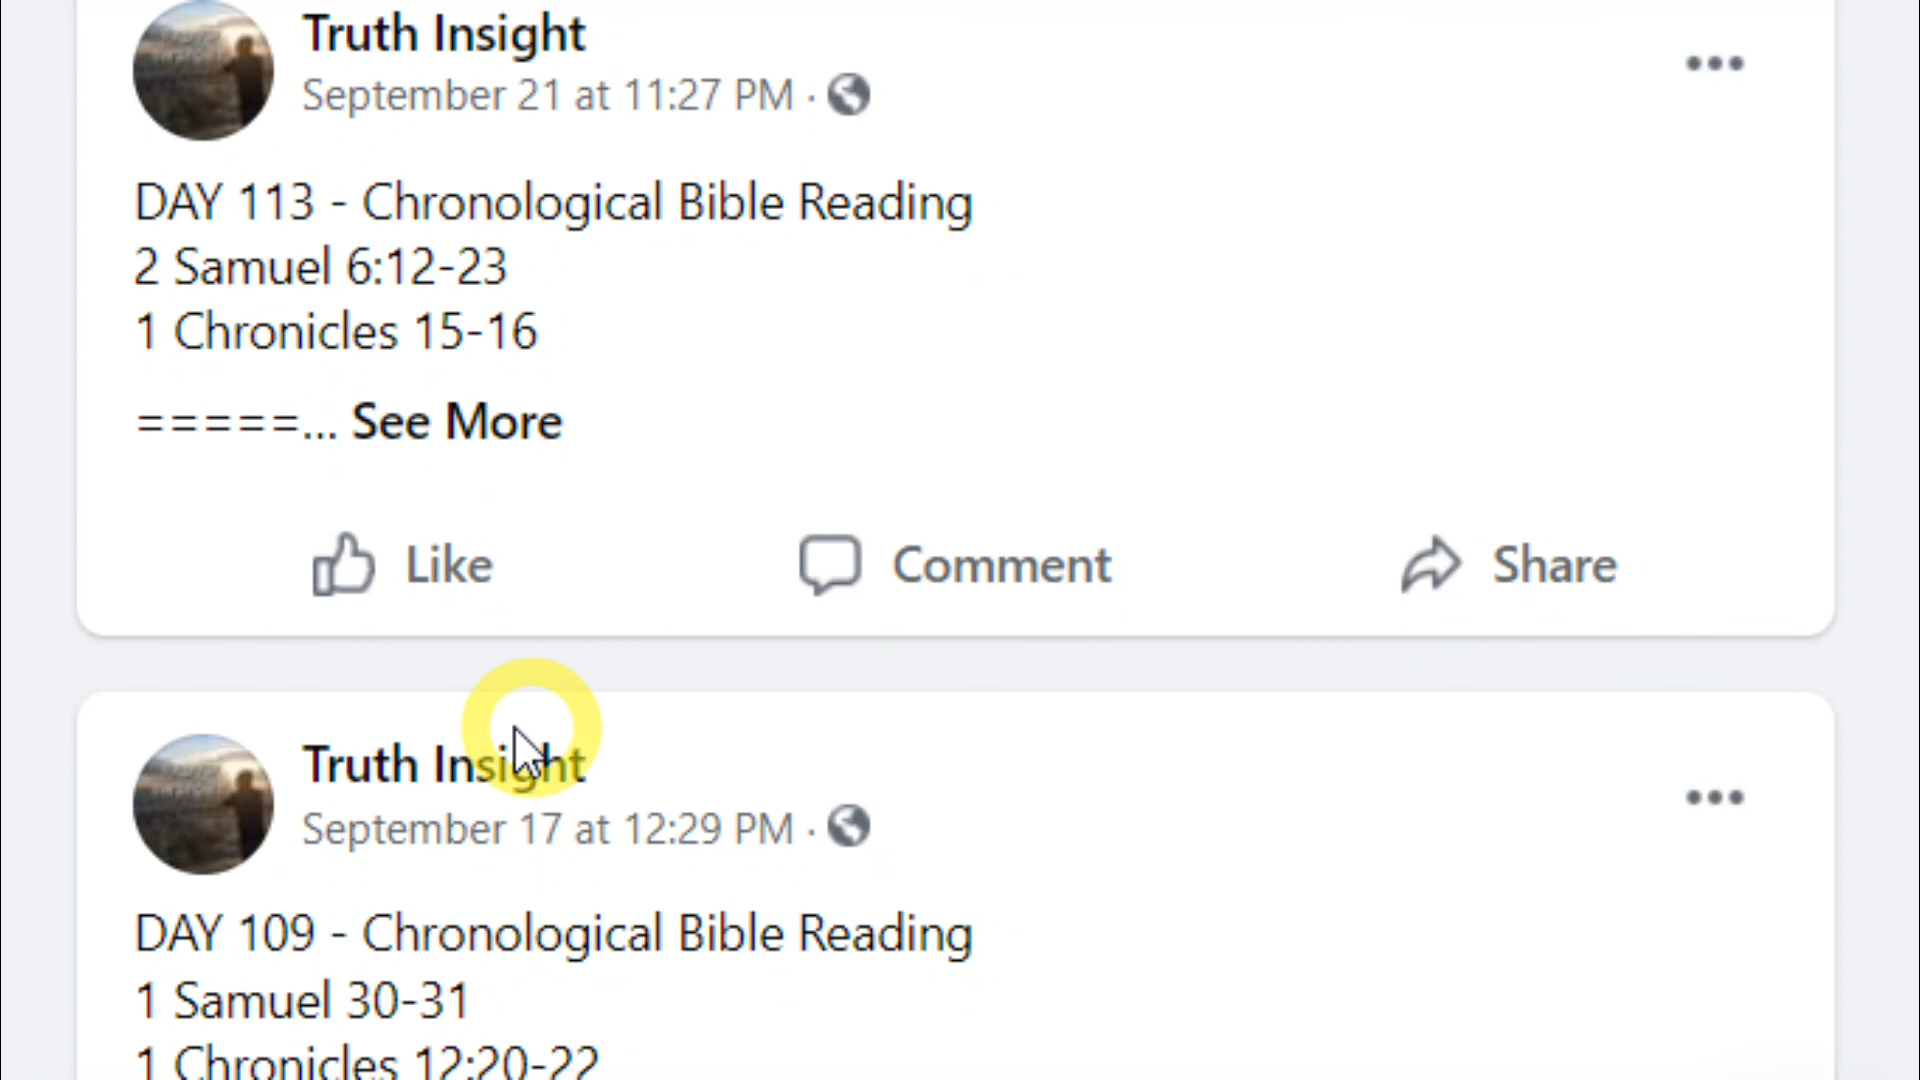 Truth Insight
September 21 at 11:27 PM ·
DAY 113 - Chronological Bible Reading
2 Samuel 6:12-23
1 Chronicles 15-16
=====... See More
Like Comment Share
Truth Insight
September 17 at 12:29 PM ·
DAY 109 - Chronological Bible Reading
1 Samuel 30-31
1 Chronicles 12:20-22